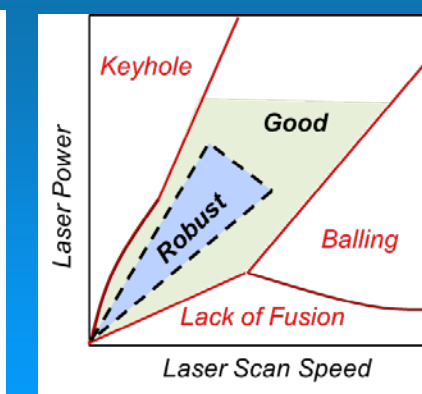 Keyhole
Good
Laser Power
Robust
Balling
Lack of Fusion
Laser Scan Speed